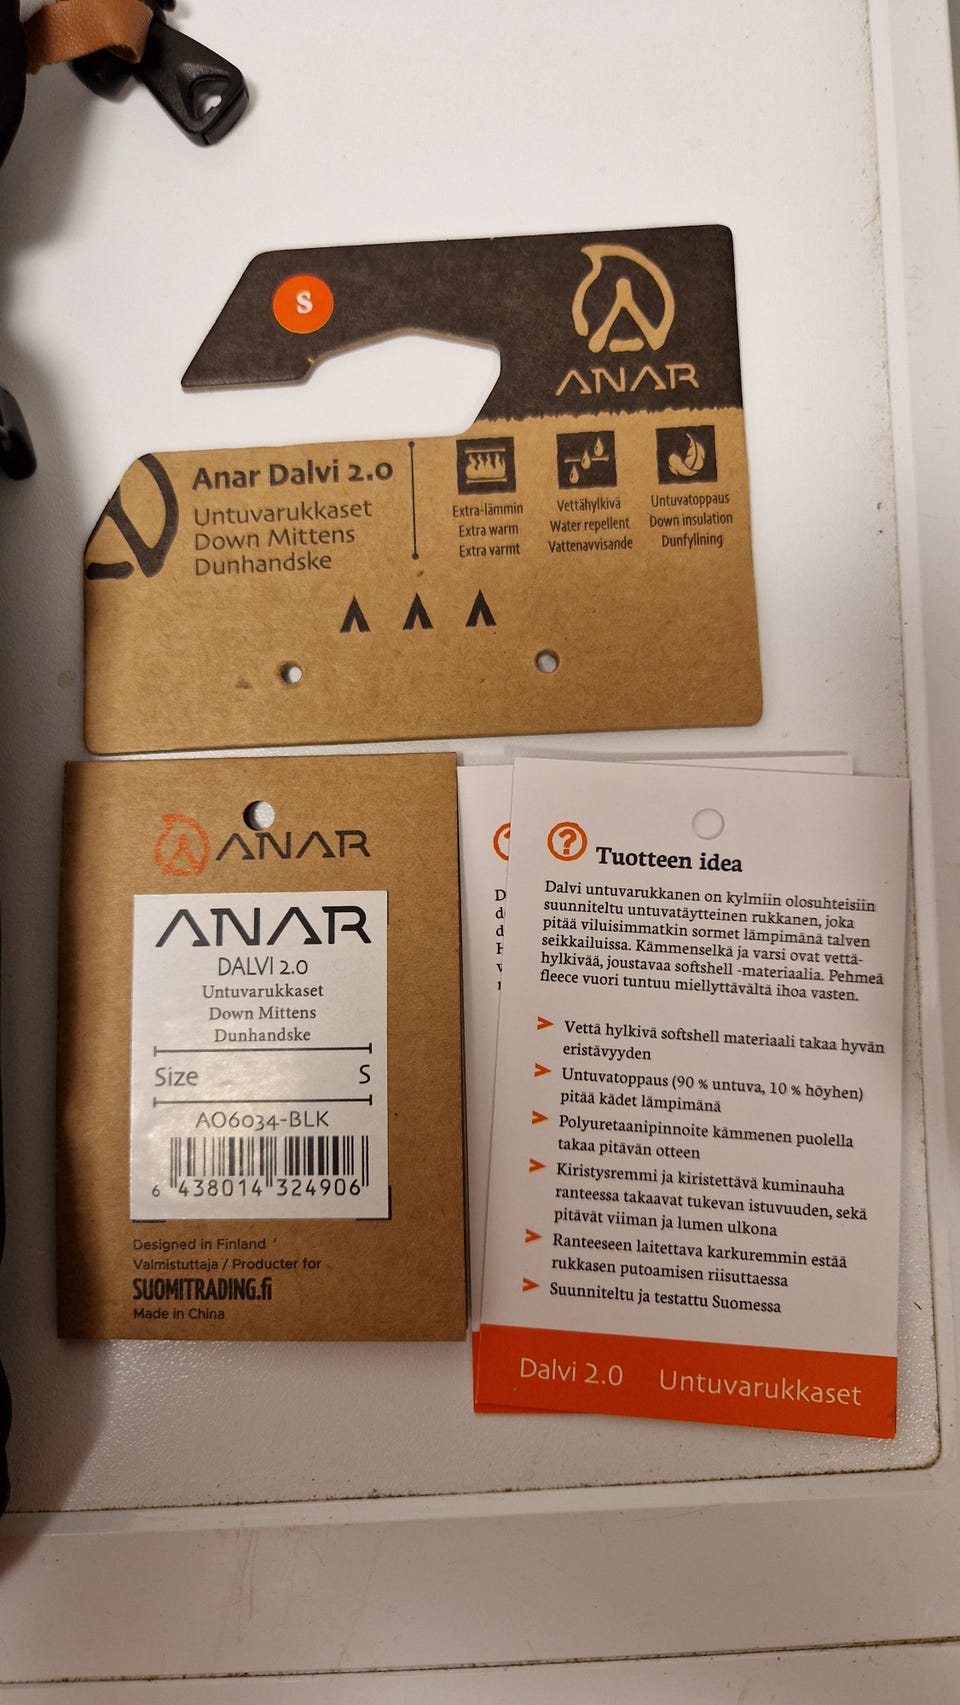 S
ANAR
Anar Dalvi 2.0
Untuvarukkaset
Down Mittens
Dunhandske
Extra-lämmin
Extra warm
Extra varmt
Vettähylkivä
Water repellent
Vattenavvisande
Untuvatoppaus
Down insulation
Dunfyllning
ANAR
ANAR
DALVI 2.0
Untuvarukkaset
Down Mittens
Dunhandske
Size S
AO6034-BLK
6 438014 324906
Designed in Finland
Valmistuttaja / Producter for
SUOMITRADING.fi
Made in China
?
Tuotteen idea
Dalvi untuvarukkanen on kylmiin olosuhteisiin
suunniteltu untuvatäytteinen rukkanen, joka
pitää viluisimmatkin sormet lämpimänä talven
seikkailuissa. Kämmenselkä ja varsi ovat vettä-
hylkivää, joustavaa softshell -materiaalia. Pehmeä
fleece vuori tuntuu miellyttävältä ihoa vasten.
Vettä hylkivä softshell materiaali takaa hyvän
eristävyyden
Untuvatoppaus (90 % untuva, 10 % höyhen)
pitää kädet lämpimänä
Polyuretaanipinnoite kämmenen puolella
takaa pitävän otteen
Kiristysremmi ja kiristettävä kuminauha
ranteessa takaavat tukevan istuvuuden, sekä
pitävät viiman ja lumen ulkona
Ranteeseen laitettava karkuremmin estää
rukkasen putoamisen riisuttaessa
Suunniteltu ja testattu Suomessa
Dalvi 2.0 Untuvarukkaset